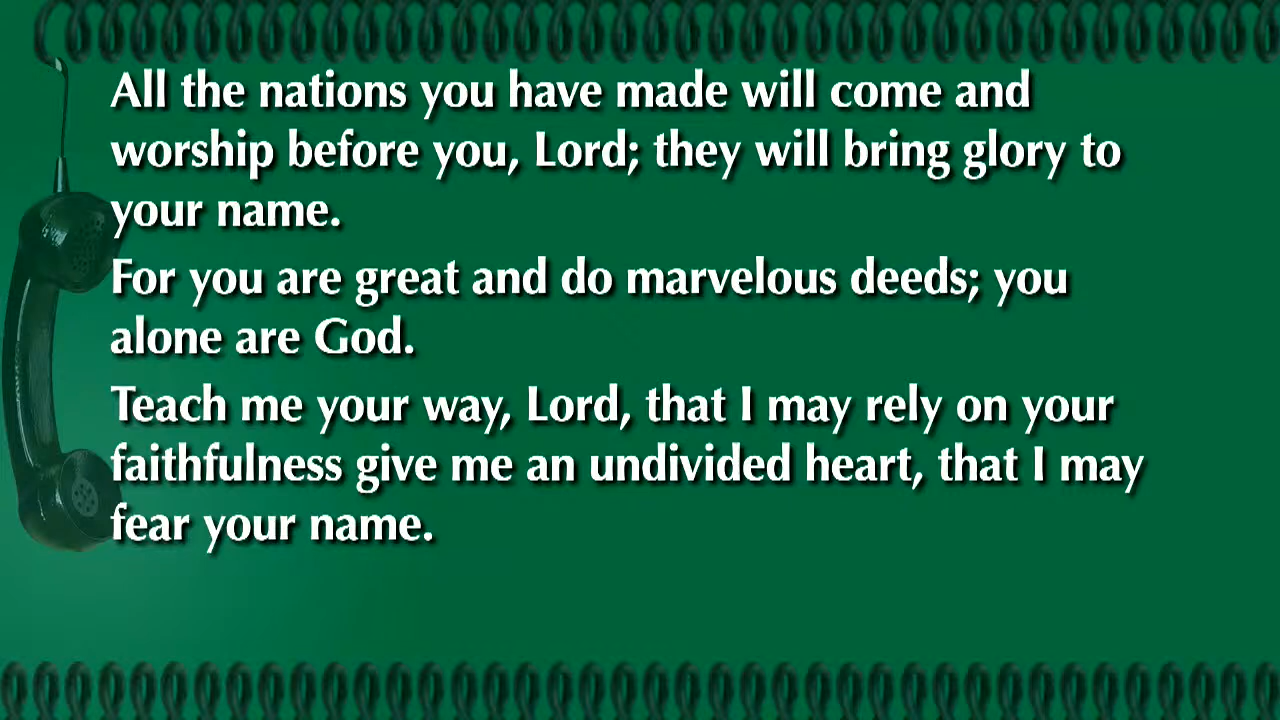 All the nations you have made will come and
worship before you, Lord; they will bring glory to
your name.
For you are great and do marvelous deeds; you
alone are God.
Teach me your way, Lord, that I may rely on your
faithfulness give me an undivided heart, that I may
fear your name.